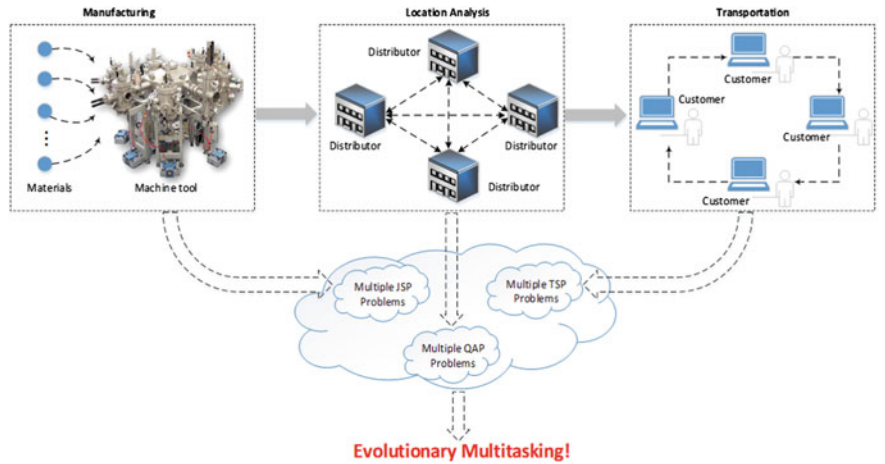 Manufacturing
Location Analysis
Transportation
Distributor
Customer
Customer
Distributor
Distributor
Customer
Materials
Machine tool
Distributor
Customer
Multiple JSP
Problems
Multiple TSP
Problems
Multiple QAP
Problems
Evolutionary Multitasking!